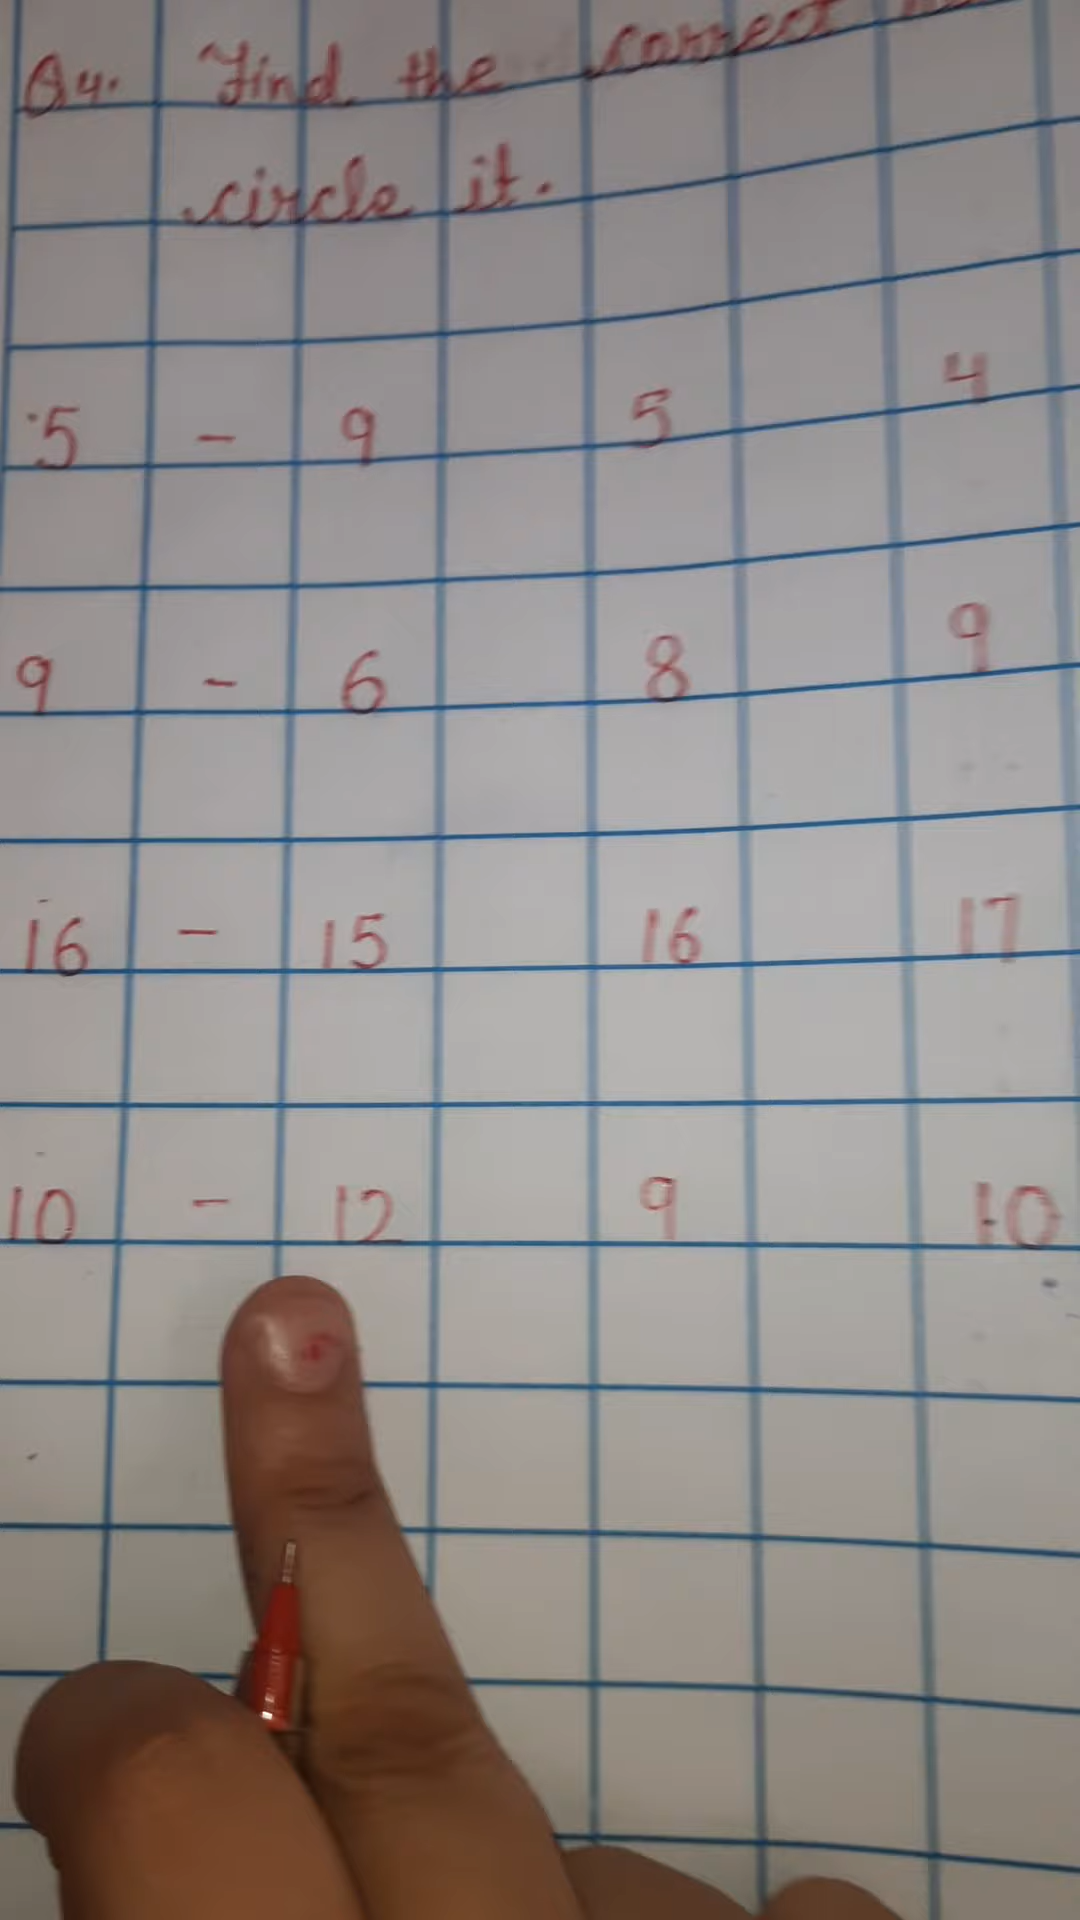 Q4. Find the correct
circle it.
5 - 9 5 4
9 - 6 8 9
16 - 15 16 17
10 - 12 9 10